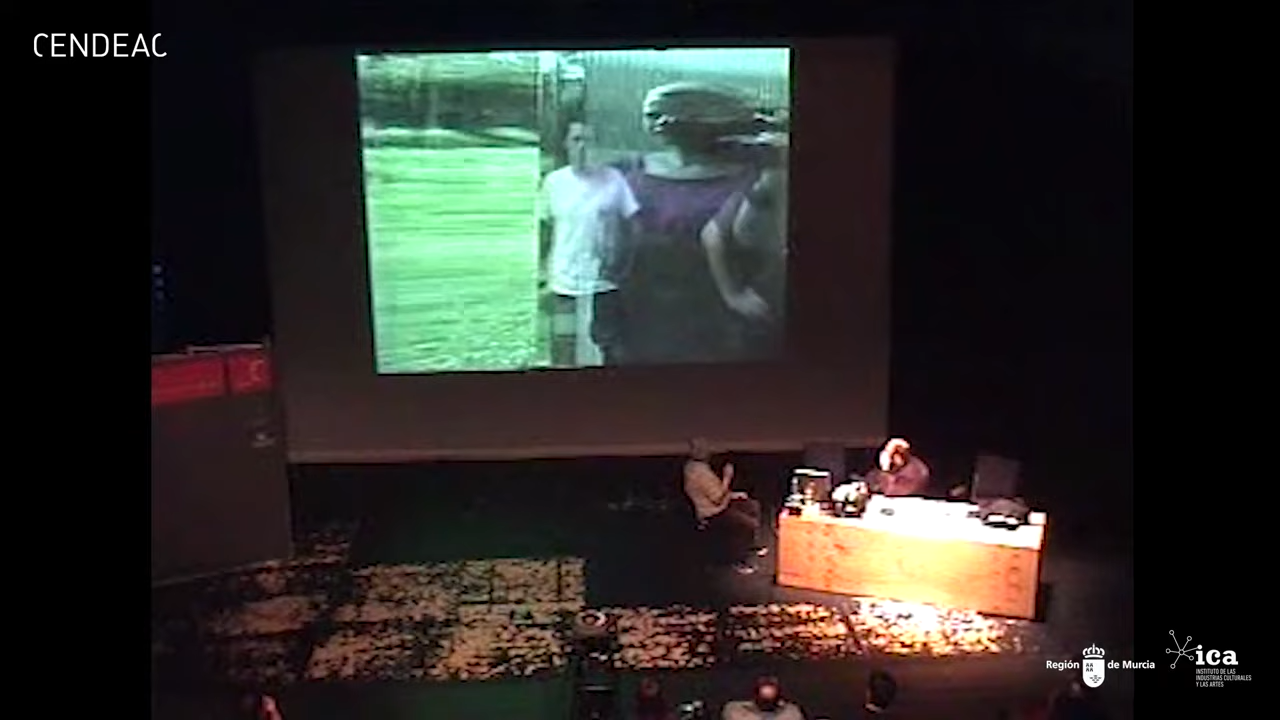 CENDEAC
Región de Murcia
ica
INSTITUTO DE LAS
INDUSTRIAS CULTURALES
Y LAS ARTES